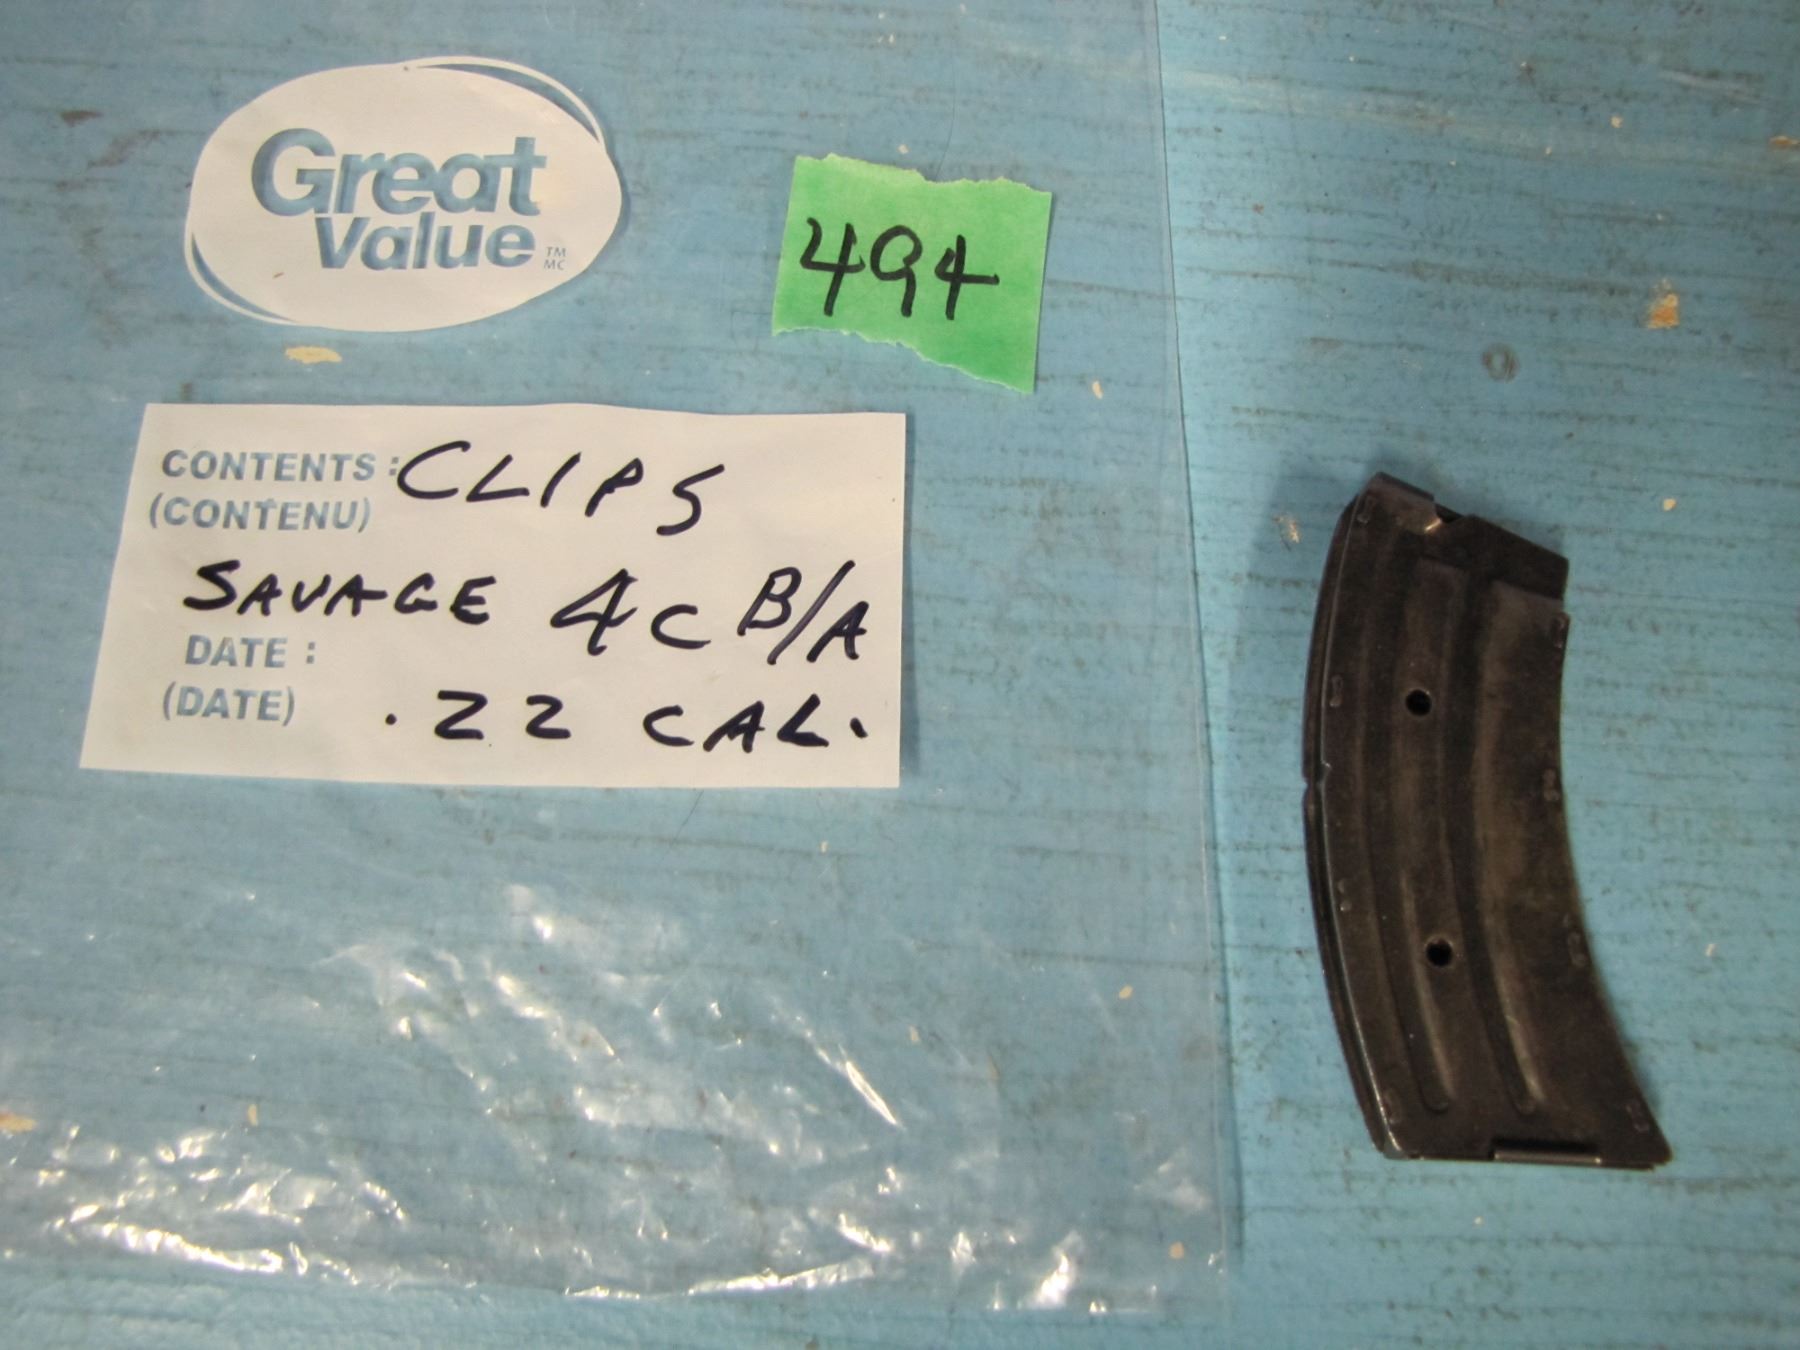 Great
Value TM
MC
494
CONTENTS : CLIPS
(CONTENU)
SAVAGE 4C B/A
DATE :
(DATE) .22 CAL.